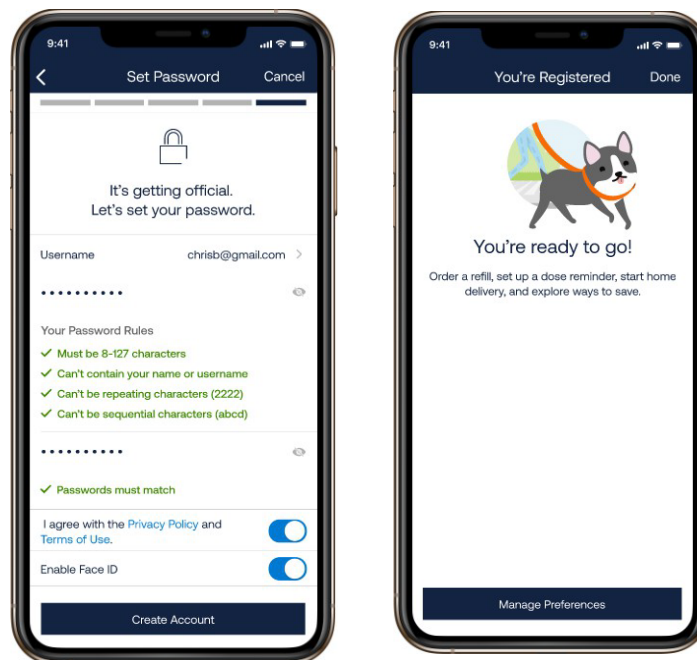 9:41
Set Password
Cancel
It's getting official.
Let's set your password.
Username
chrisb@gmail.com
••••••••••
Your Password Rules
Must be 8-127 characters
Can't contain your name or username
Can't be repeating characters (2222)
Can't be sequential characters (abcd)
••••••••••
Passwords must match
I agree with the Privacy Policy and
Terms of Use.
Enable Face ID
Create Account
9:41
You're Registered
Done
You're ready to go!
Order a refill, set up a dose reminder, start home
delivery, and explore ways to save.
Manage Preferences